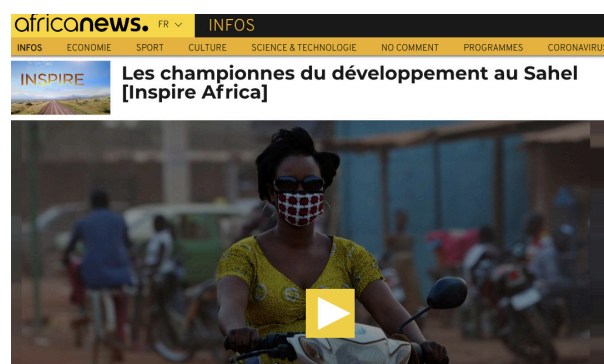 africanews. FR INFOS
INFOS ECONOMIE SPORT CULTURE SCIENCE & TECHNOLOGIE NO COMMENT PROGRAMMES CORONAVIRUS
INSPIRE
Les championnes du développement au Sahel
[Inspire Africa]